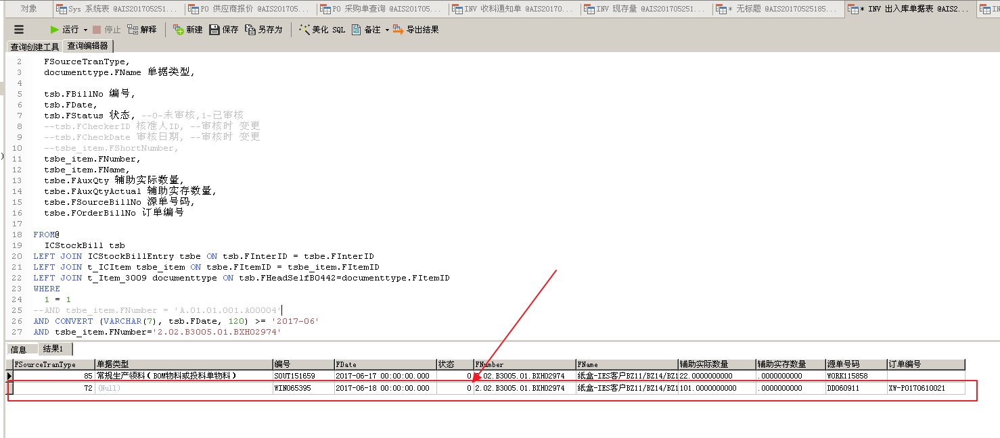 对象 Sys 系统表 @AIS201705251... PO 供应商报价 @AIS201705... PO 采购单查询 @AIS201705... INV 收料通知单 @AIS20170... INV 现存量 @AIS201705251... * 无标题 @AIS20170525185... * INV 出入库单据表 @AIS2... IN
运行 停止 解释 新建 保存 另存为 美化 SQL 备注 导出结果
查询创建工具 查询编辑器
2 FSourceTranType,
3 documenttype.FName 单据类型,
4
5 tsb.FBillNo 编号,
6 tsb.FDate,
7 tsb.FStatus 状态, --0-未审核,1-已审核
8 --tsb.FCheckerID 核准人ID, --审核时 变更
9 --tsb.FCheckDate 审核日期, --审核时 变更
10 --tsbe_item.FShortNumber,
11 tsbe_item.FNumber,
12 tsbe_item.FName,
13 tsbe.FAuxQty 辅助实际数量,
14 tsbe.FAuxQtyActual 辅助实存数量,
15 tsbe.FSourceBillNo 源单号码,
16 tsbe.FOrderBillNo 订单编号
17
18 FROM@
19 ICStockBill tsb
20 LEFT JOIN ICStockBillEntry tsbe ON tsb.FInterID = tsbe.FInterID
21 LEFT JOIN t_ICItem tsbe_item ON tsbe.FItemID = tsbe_item.FItemID
22 LEFT JOIN t_Item_3009 documenttype ON tsb.FHeadSelfB0442=documenttype.FItemID
23 WHERE
24 1 = 1
25 --AND tsbe_item.FNumber = 'A.01.01.001.A00004'
26 AND CONVERT (VARCHAR(7), tsb.FDate, 120) >= '2017-06'
27 AND tsbe_item.FNumber='2.02.B3005.01.BXH02974'
信息 结果1
FSourceTranType 单据类型 编号 FDate 状态 FNumber FName 辅助实际数量 辅助实存数量 源单号码 订单编号
85 常规生产领料(BOM物料或投料单物料) SOUT151659 2017-06-17 00:00:00.000 0 2.02.B3005.01.BXH02974 纸盒-IES客户BZ11/BZ14/BZ1 22.0000000000 .0000000000 WORK115858
72 (Null) WIN065395 2017-06-18 00:00:00.000 0 2.02.B3005.01.BXH02974 纸盒-IES客户BZ11/BZ14/BZ1 101.0000000000 .0000000000 DD060911 XW-PO170610021